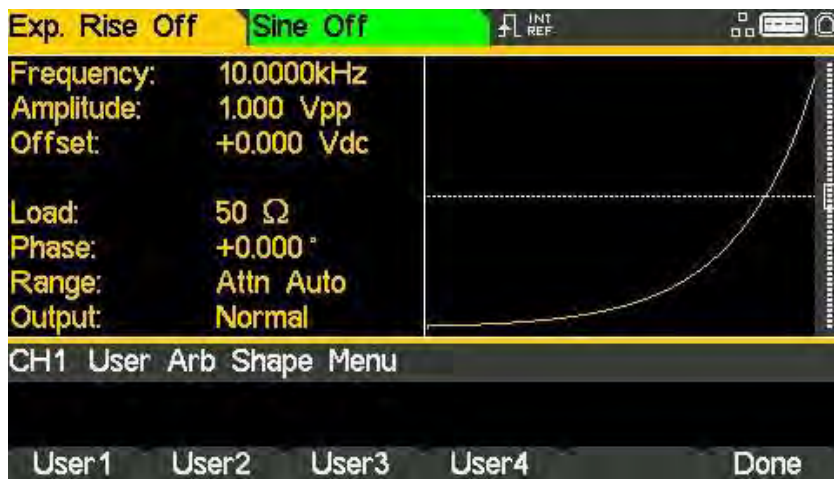 Exp. Rise Off Sine Off INT REF
Frequency: 10.0000kHz
Amplitude: 1.000 Vpp
Offset: +0.000 Vdc
Load: 50 Ω
Phase: +0.000 °
Range: Attn Auto
Output: Normal
CH1 User Arb Shape Menu
User1 User2 User3 User4 Done